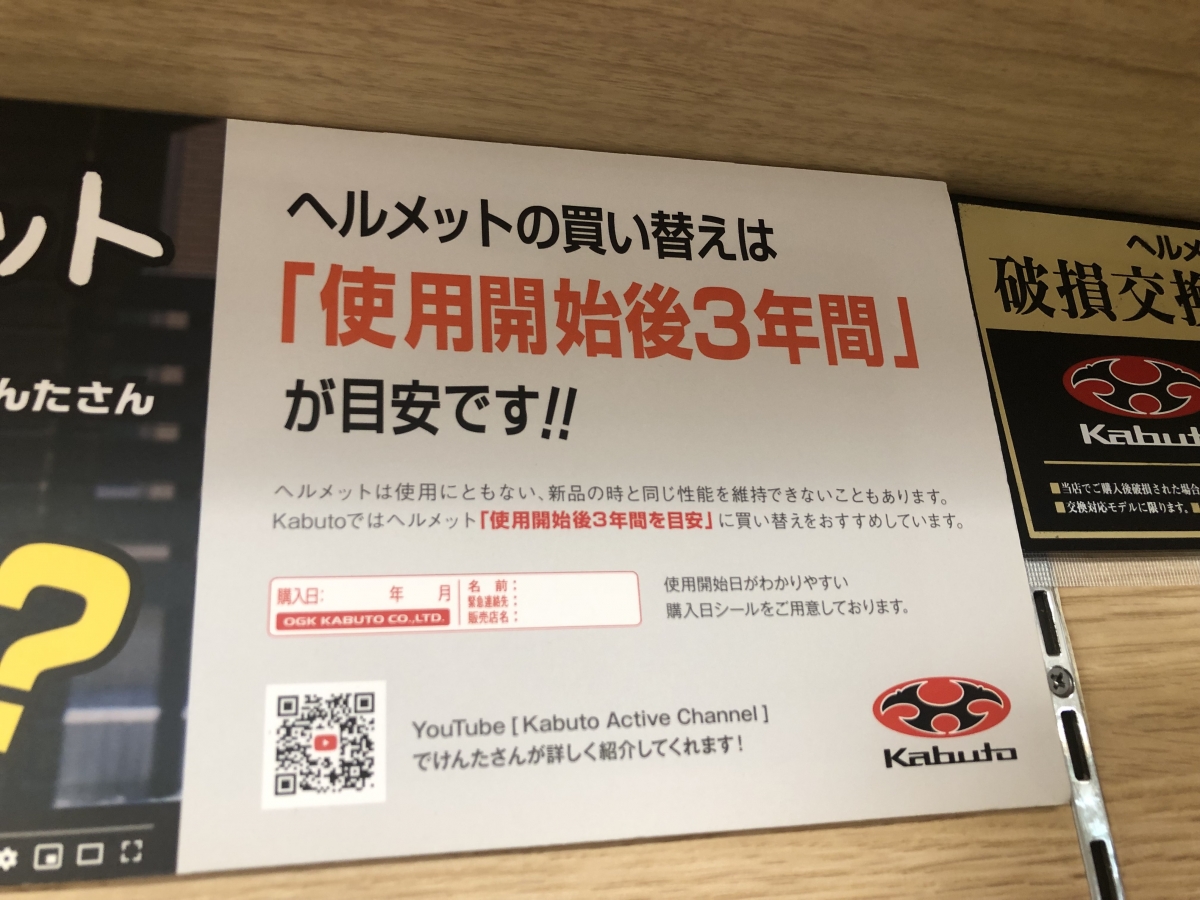 ット
んたさん
?
ヘルメットの買い替えは
「使用開始後3年間」
が目安です!!
ヘルメットは使用にともない、新品の時と同じ性能を維持できないこともあります。
Kabutoではヘルメット「使用開始後3年間を目安」に買い替えをおすすめしています。
購入日: 年 月
OGK KABUTO CO.,LTD.
名 前:
緊急連絡先:
販売店名:
使用開始日がわかりやすい
購入日シールをご用意しております。
YouTube [Kabuto Active Channel]
でけんたさんが詳しく紹介してくれます!
Kabuto
ヘルメ
破損交換
Kabuto
■当店でご購入後破損された場合
■交換対応モデルに限ります。